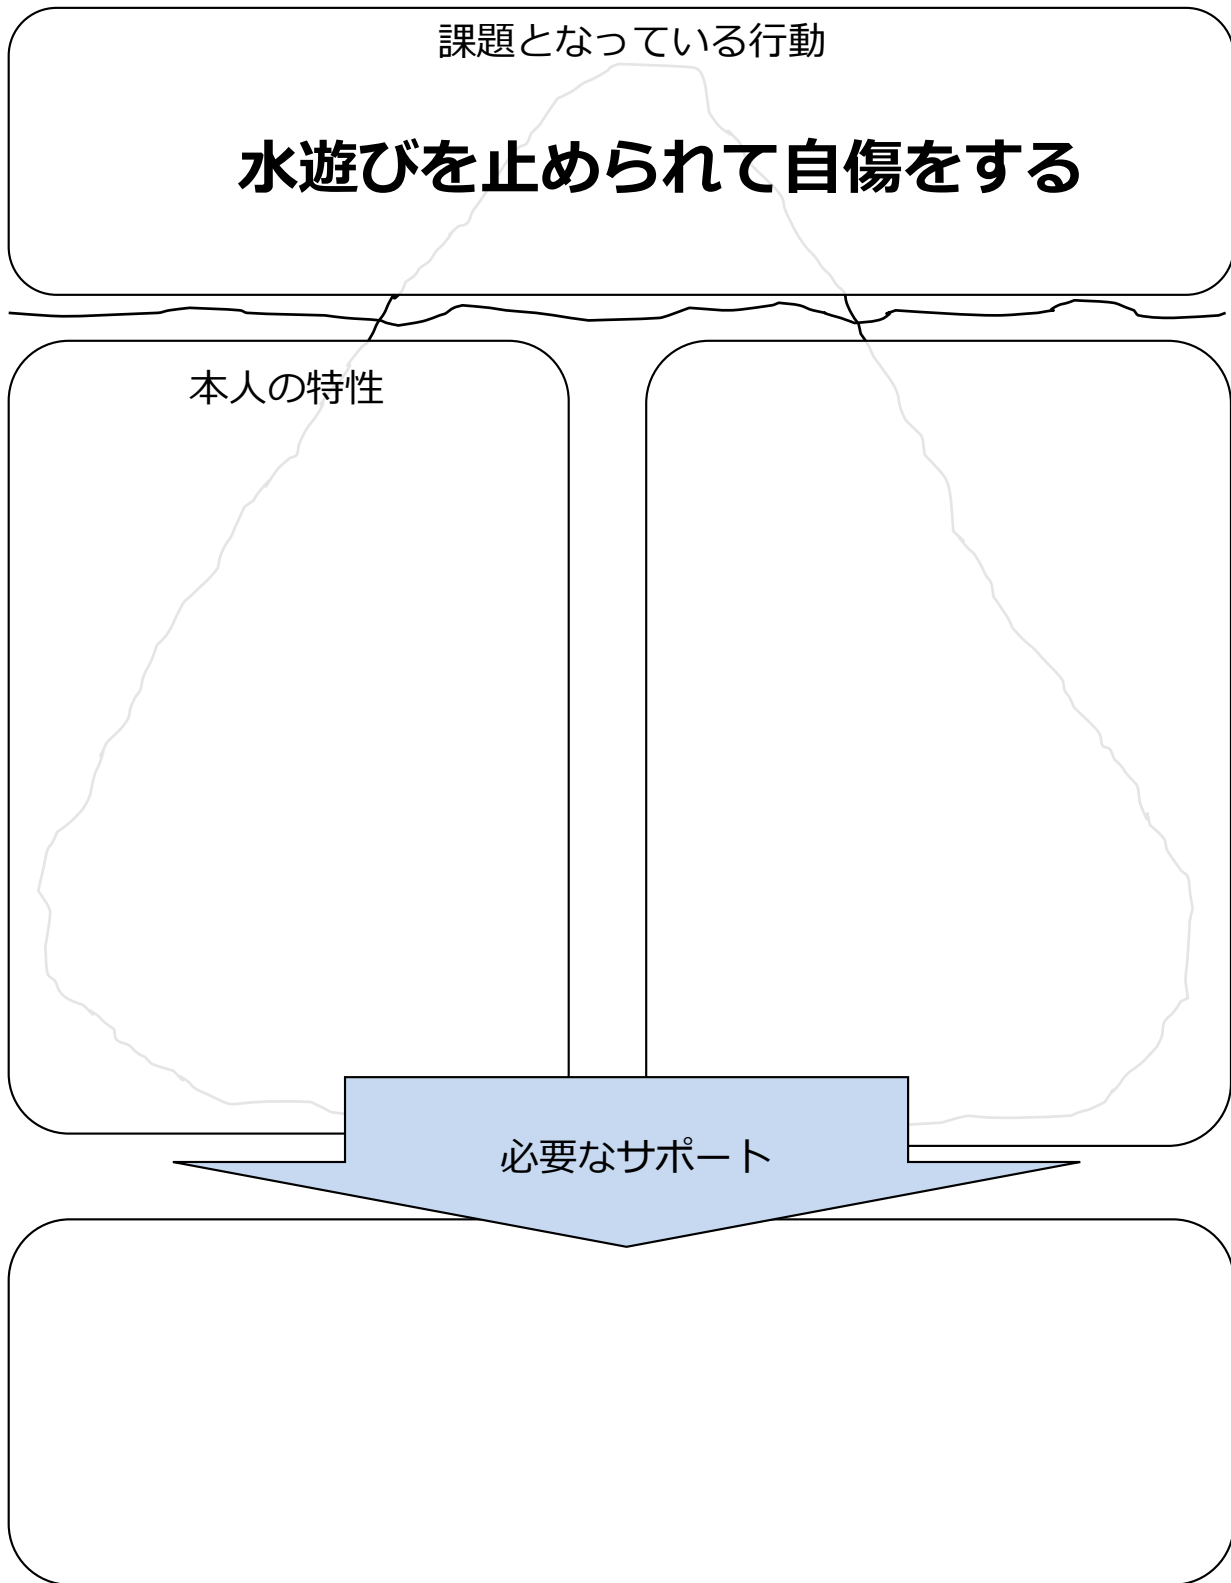 課題となっている行動
水遊びを止められて自傷をする
本人の特性
必要なサポート